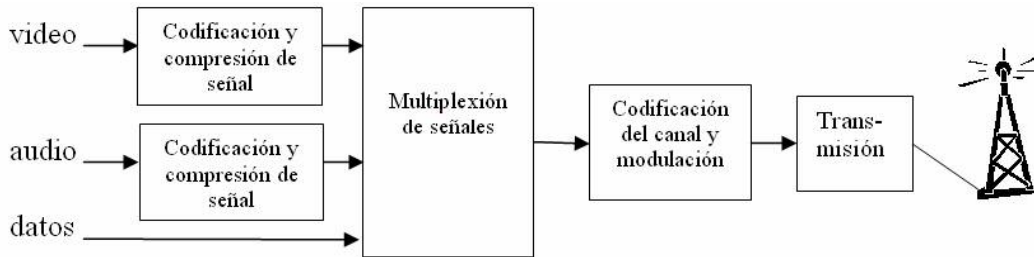 video
Codificación y
compresión de
señal
audio
Codificación y
compresión de
señal
datos
Multiplexión
de señales
Codificación
del canal y
modulación
Trans-
misión